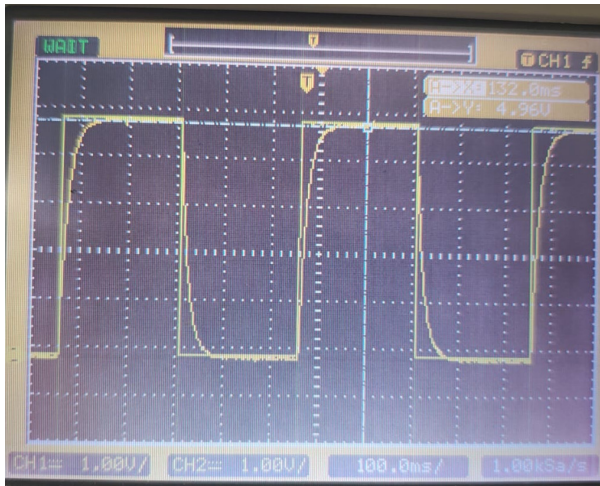 WAIT
T
T CH1
T
A->X: 132.0ms
A->Y: 4.96V
CH1 1.00V/ CH2 1.00V/ 100.0ms/ 1.00kSa/s